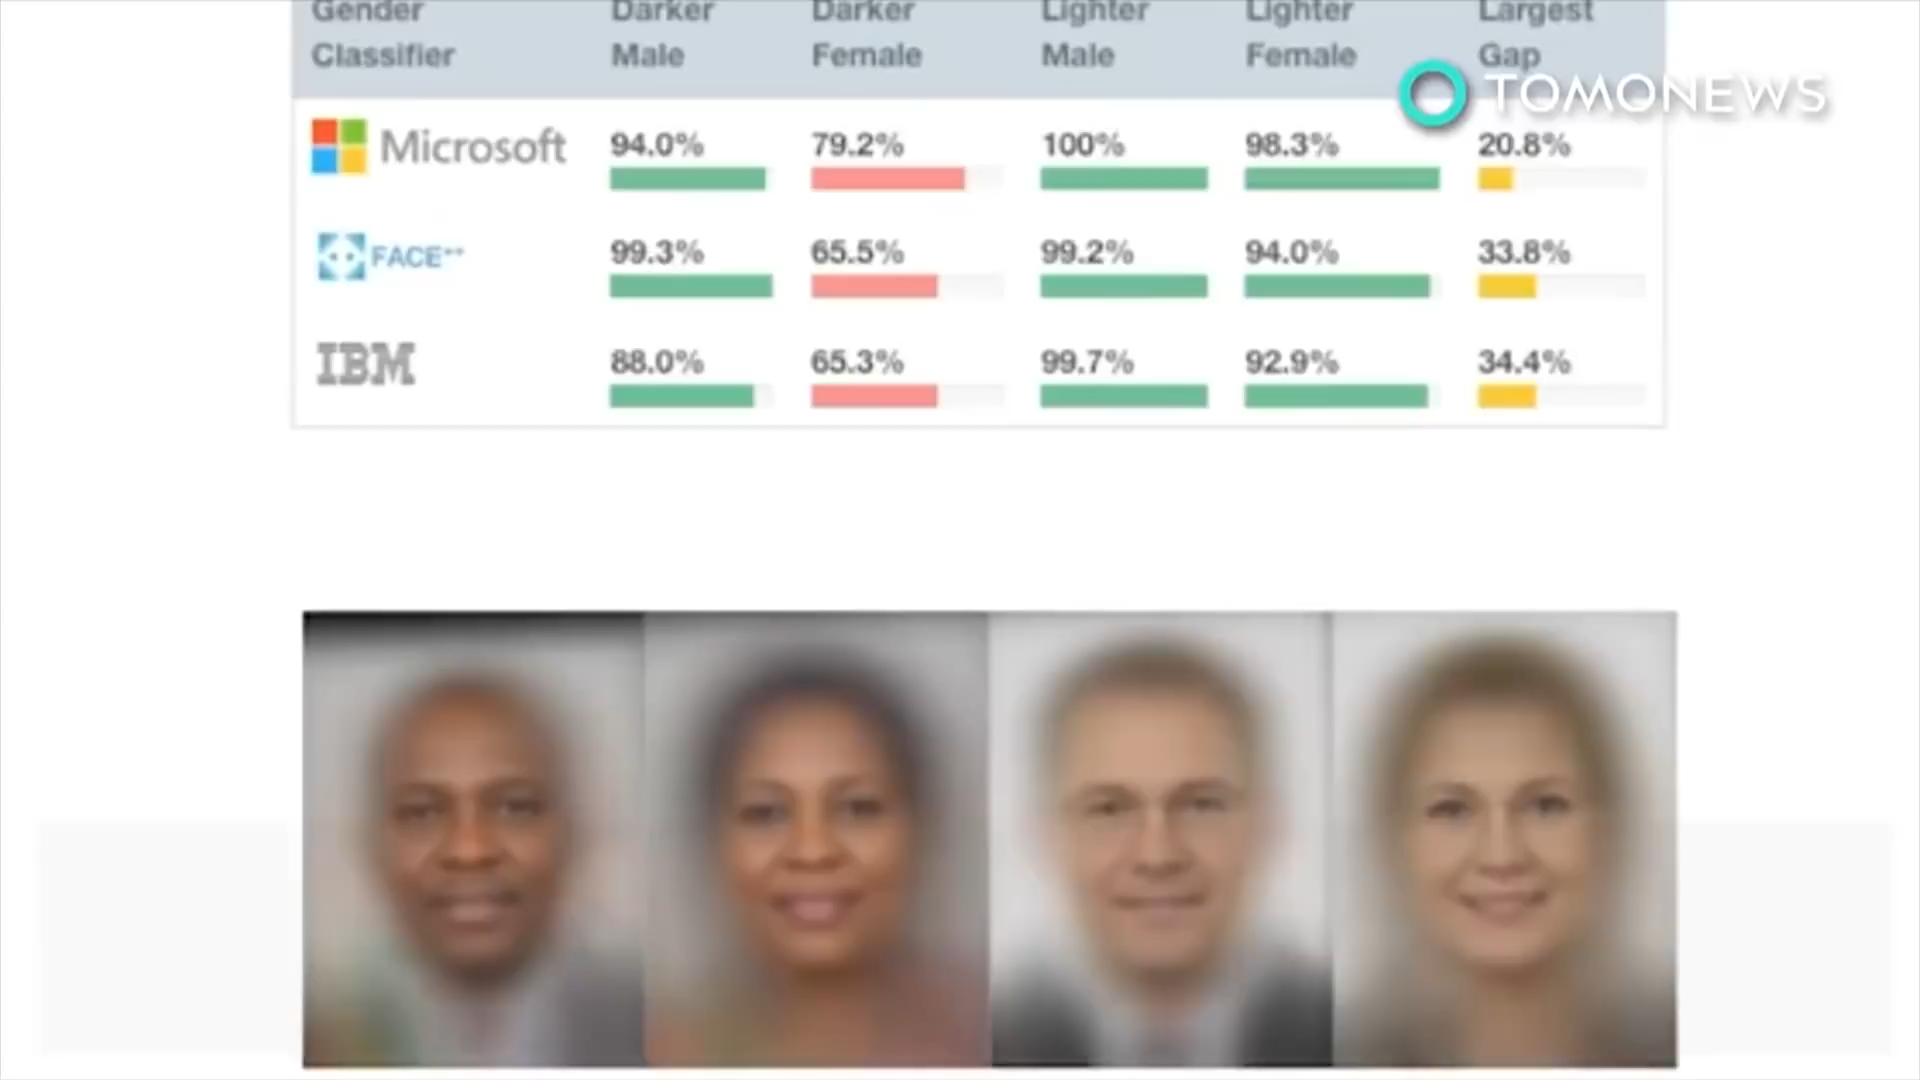 Gender Darker Darker Lighter Lighter Largest
Classifier Male Female Male Female Gap
TOMONEWS
Microsoft 94.0% 79.2% 100% 98.3% 20.8%
FACE++ 99.3% 65.5% 99.2% 94.0% 33.8%
IBM 88.0% 65.3% 99.7% 92.9% 34.4%